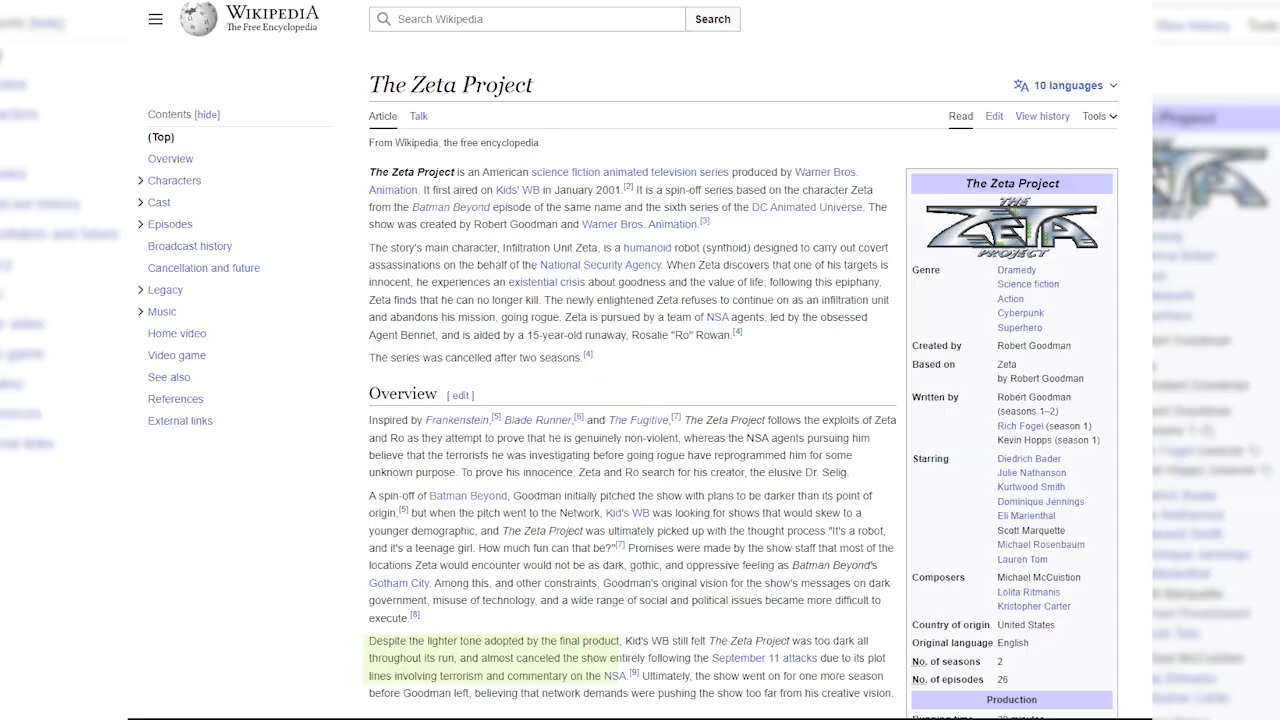 WIKIPEDIA
The Free Encyclopedia
Search Wikipedia
Search
The Zeta Project
10 languages
Article Talk
Read Edit View history Tools
From Wikipedia, the free encyclopedia
Contents [hide]
(Top)
Overview
Characters
Cast
Episodes
Broadcast history
Cancellation and future
Legacy
Music
Home video
Video game
See also
References
External links
The Zeta Project is an American science fiction animated television series produced by Warner Bros.
Animation. It first aired on Kids' WB in January 2001.[2] It is a spin-off series based on the character Zeta
from the Batman Beyond episode of the same name and the sixth series of the DC Animated Universe. The
show was created by Robert Goodman and Warner Bros. Animation.[3]
The story's main character, Infiltration Unit Zeta, is a humanoid robot (synthoid) designed to carry out covert
assassinations on the behalf of the National Security Agency. When Zeta discovers that one of his targets is
innocent, he experiences an existential crisis about goodness and the value of life, following this epiphany,
Zeta finds that he can no longer kill. The newly enlightened Zeta refuses to continue on as an infiltration unit
and abandons his mission, going rogue. Zeta is pursued by a team of NSA agents, led by the obsessed
Agent Bennet, and is aided by a 15-year-old runaway, Rosalie "Ro" Rowan.[4]
The series was cancelled after two seasons.[4]
Overview [ edit ]
Inspired by Frankenstein,[5] Blade Runner,[6] and The Fugitive,[7] The Zeta Project follows the exploits of Zeta
and Ro as they attempt to prove that he is genuinely non-violent, whereas the NSA agents pursuing him
believe that the terrorists he was investigating before going rogue have reprogrammed him for some
unknown purpose. To prove his innocence, Zeta and Ro search for his creator, the elusive Dr. Selig.
A spin-off of Batman Beyond, Goodman initially pitched the show with plans to be darker than its point of
origin,[5] but when the pitch went to the Network, Kid's WB was looking for shows that would skew to a
younger demographic, and The Zeta Project was ultimately picked up with the thought process "It's a robot,
and it's a teenage girl. How much fun can that be?"[7] Promises were made by the show staff that most of the
locations Zeta would encounter would not be as dark, gothic, and oppressive feeling as Batman Beyond's
Gotham City. Among this, and other constraints, Goodman's original vision for the show's messages on dark
government, misuse of technology, and a wide range of social and political issues became more difficult to
execute.[8]
Despite the lighter tone adopted by the final product, Kid's WB still felt The Zeta Project was too dark all
throughout its run, and almost canceled the show entirely following the September 11 attacks due to its plot
lines involving terrorism and commentary on the NSA.[9] Ultimately, the show went on for one more season
before Goodman left, believing that network demands were pushing the show too far from his creative vision.
The Zeta Project
THE
ZETA
PROJECT
Genre Dramedy
Science fiction
Action
Cyberpunk
Superhero
Created by Robert Goodman
Based on Zeta
by Robert Goodman
Written by Robert Goodman
(seasons 1–2)
Rich Fogel (season 1)
Kevin Hopps (season 1)
Starring Diedrich Bader
Julie Nathanson
Kurtwood Smith
Dominique Jennings
Eli Marienthal
Scott Marquette
Michael Rosenbaum
Lauren Tom
Composers Michael McCuistion
Lolita Ritmanis
Kristopher Carter
Country of origin United States
Original language English
No. of seasons 2
No. of episodes 26
Production